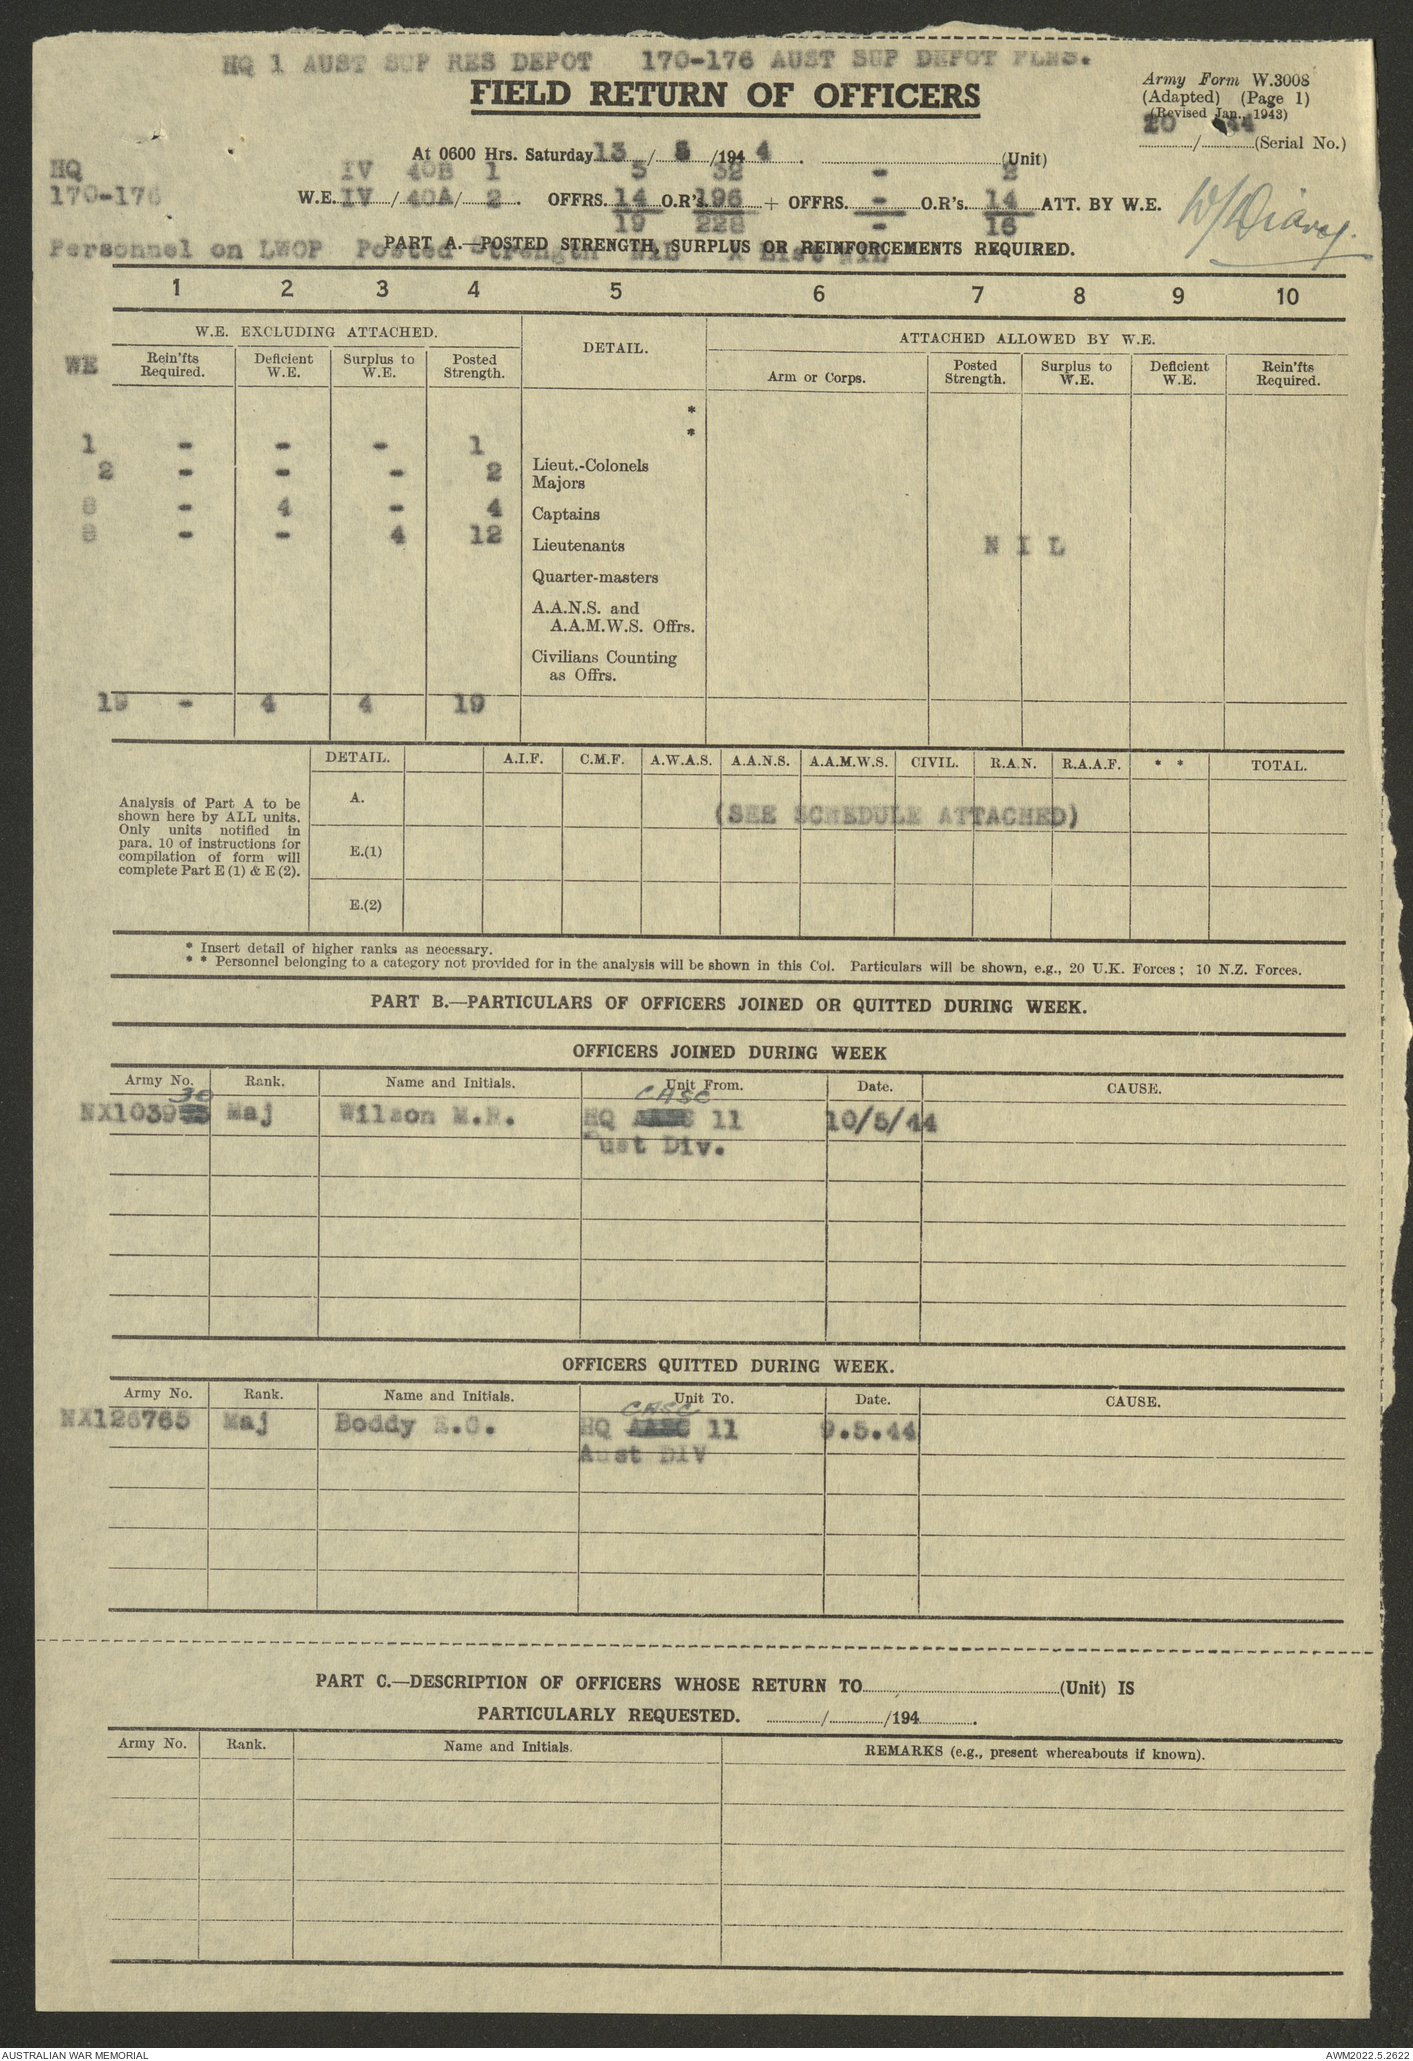 HQ 1 AUST SUP RES DEPOT 170-176 AUST SUP DEPOT PLNS.
FIELD RETURN OF OFFICERS
Army Form W.3008
(Adapted) (Page 1)
(Revised Jan., 1943)
20 / 44 (Serial No.)
At 0600 Hrs. Saturday 13 / 5 /194 4 . (Unit)
HQ IV 40B 1 5 32 - 2
170-176 W.E. IV / 40A / 2 . OFFRS. 14 O.R's. 196 + OFFRS. - O.R's. 14 ATT. BY W.E.
19 228 - 16
W/Diary.
PART A.—POSTED STRENGTH, SURPLUS OR REINFORCEMENTS REQUIRED.
Personnel on LWOP Posted Strength NIL X List NIL
1 2 3 4 5 6 7 8 9 10
W.E. EXCLUDING ATTACHED. DETAIL. ATTACHED ALLOWED BY W.E.
WE Rein'fts Required. Deficient W.E. Surplus to W.E. Posted Strength. Arm or Corps. Posted Strength. Surplus to W.E. Deficient W.E. Rein'fts Required.
*
*
1 - - - 1 Lieut.-Colonels
2 - - - 2 Majors
8 - 4 - 4 Captains
8 - - 4 12 Lieutenants
N I L
Quarter-masters
A.A.N.S. and
A.A.M.W.S. Offrs.
Civilians Counting
as Offrs.
19 - 4 4 19
DETAIL. A.I.F. C.M.F. A.W.A.S. A.A.N.S. A.A.M.W.S. CIVIL. R.A.N. R.A.A.F. * * TOTAL.
Analysis of Part A to be
shown here by ALL units.
Only units notified in
para. 10 of instructions for
compilation of form will
complete Part E (1) & E (2).
A.
(SEE SCHEDULE ATTACHED)
E.(1)
E.(2)
* Insert detail of higher ranks as necessary.
* * Personnel belonging to a category not provided for in the analysis will be shown in this Col. Particulars will be shown, e.g., 20 U.K. Forces; 10 N.Z. Forces.
PART B.—PARTICULARS OF OFFICERS JOINED OR QUITTED DURING WEEK.
OFFICERS JOINED DURING WEEK
Army No. Rank. Name and Initials. Unit From. Date. CAUSE.
30 CASC
NX1039 Maj Wilson M.R. HQ 11 10/5/44
Aust Div.
OFFICERS QUITTED DURING WEEK.
Army No. Rank. Name and Initials. Unit To. Date. CAUSE.
CASC
NX126765 Maj Boddy E.G. HQ 11 9.5.44
Aust DIV
PART C.—DESCRIPTION OF OFFICERS WHOSE RETURN TO (Unit) IS
PARTICULARLY REQUESTED. / /194 .
Army No. Rank. Name and Initials. REMARKS (e.g., present whereabouts if known).
AUSTRALIAN WAR MEMORIAL
AWM2022.5.2622